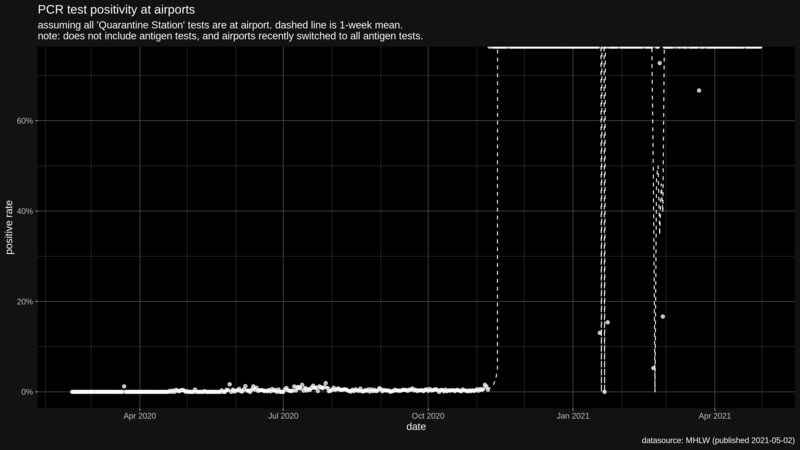 PCR test positivity at airports
assuming all 'Quarantine Station' tests are at airport. dashed line is 1-week mean.
note: does not include antigen tests, and airports recently switched to all antigen tests.
60%
40%
20%
0%
positive rate
Apr 2020
Jul 2020
Oct 2020
Jan 2021
Apr 2021
date
datasource: MHLW (published 2021-05-02)